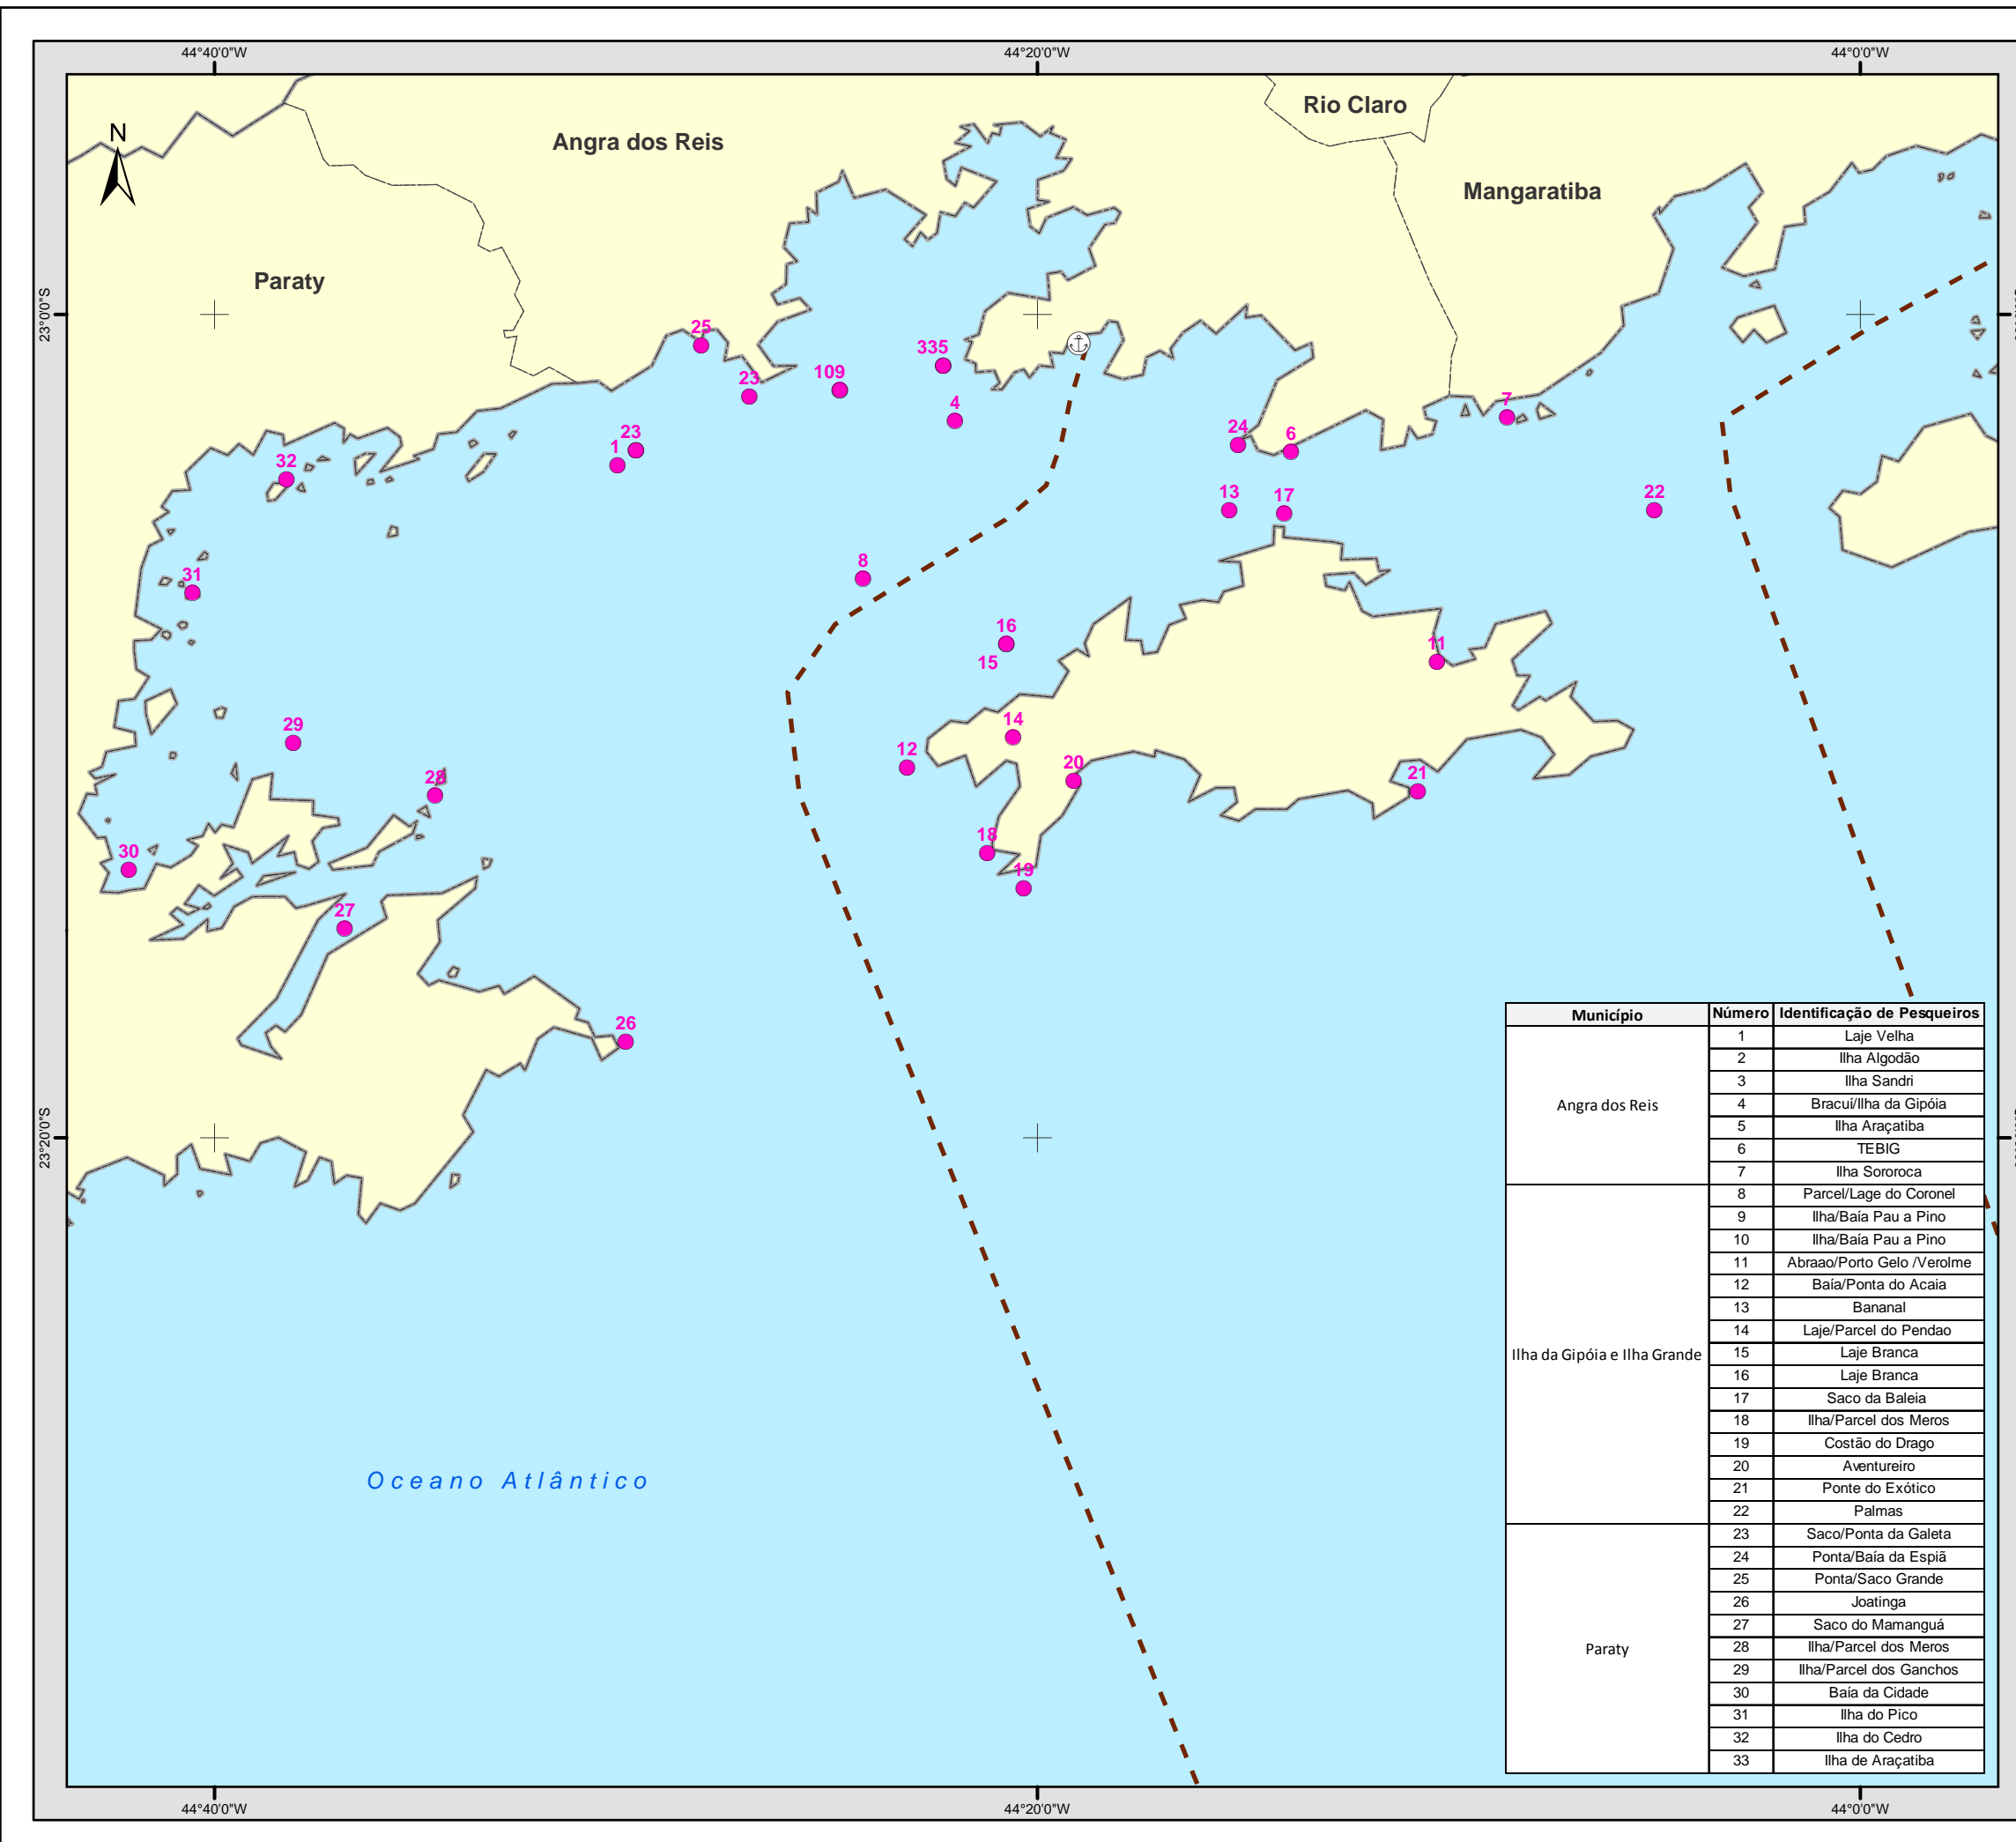 44°40'0"W 44°20'0"W 44°0'0"W
N
Rio Claro
Angra dos Reis
Mangaratiba
Paraty
23°0'0"S
25
335
109
23
4
7
24
6
23
1
32
13
17
22
8
31
16
15
11
14
29
12
20
28
21
18
30
19
27
26
23°20'0"S
Município Número Identificação de Pesqueiros
1 Laje Velha
2 Ilha Algodão
3 Ilha Sandri
Angra dos Reis 4 Bracuí/Ilha da Gipóia
5 Ilha Araçatiba
6 TEBIG
7 Ilha Sororoca
8 Parcel/Lage do Coronel
9 Ilha/Baía Pau a Pino
10 Ilha/Baía Pau a Pino
11 Abraao/Porto Gelo /Verolme
12 Baía/Ponta do Acaia
13 Bananal
14 Laje/Parcel do Pendao
Ilha da Gipóia e Ilha Grande 15 Laje Branca
16 Laje Branca
17 Saco da Baleia
18 Ilha/Parcel dos Meros
19 Costão do Drago
20 Aventureiro
21 Ponte do Exótico
22 Palmas
23 Saco/Ponta da Galeta
24 Ponta/Baía da Espiã
25 Ponta/Saco Grande
26 Joatinga
27 Saco do Mamanguá
Paraty 28 Ilha/Parcel dos Meros
29 Ilha/Parcel dos Ganchos
30 Baía da Cidade
31 Ilha do Pico
32 Ilha do Cedro
33 Ilha de Araçatiba
Oceano Atlântico
44°40'0"W 44°20'0"W 44°0'0"W